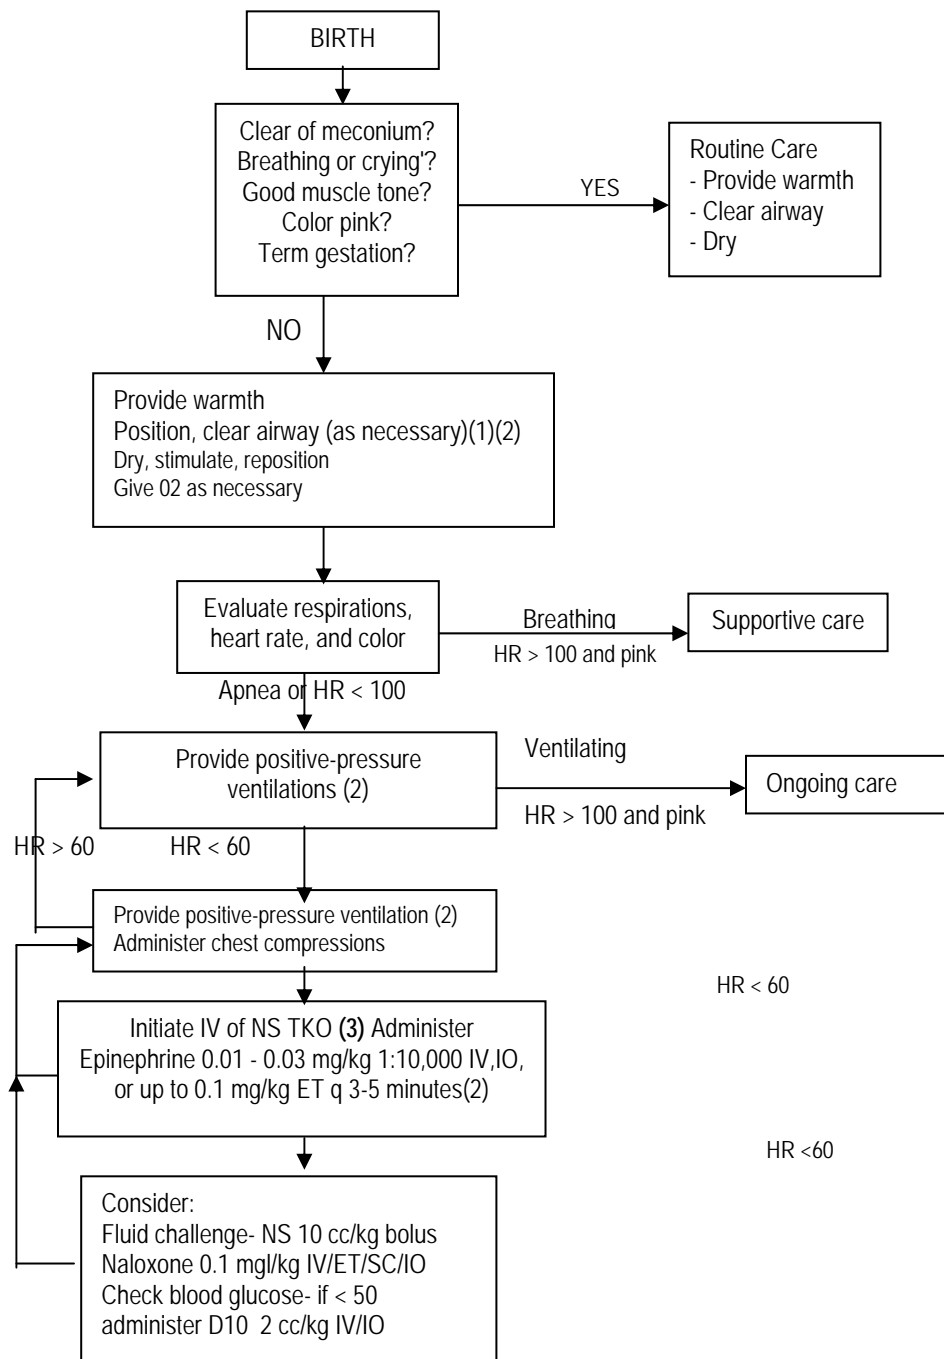 BIRTH
Clear of meconium?
Breathing or crying'?
Good muscle tone?
Color pink?
Term gestation?
YES
Routine Care
- Provide warmth
- Clear airway
- Dry
NO
Provide warmth
Position, clear airway (as necessary)(1)(2)
Dry, stimulate, reposition
Give 02 as necessary
Evaluate respirations,
heart rate, and color
Breathing
HR > 100 and pink
Supportive care
Apnea or HR < 100
Provide positive-pressure
ventilations (2)
Ventilating
HR > 100 and pink
Ongoing care
HR > 60
HR < 60
Provide positive-pressure ventilation (2)
Administer chest compressions
HR < 60
Initiate IV of NS TKO (3) Administer
Epinephrine 0.01 - 0.03 mg/kg 1:10,000 IV,IO,
or up to 0.1 mg/kg ET q 3-5 minutes(2)
HR <60
Consider:
Fluid challenge- NS 10 cc/kg bolus
Naloxone 0.1 mgl/kg IV/ET/SC/IO
Check blood glucose- if < 50
administer D10 2 cc/kg IV/IO